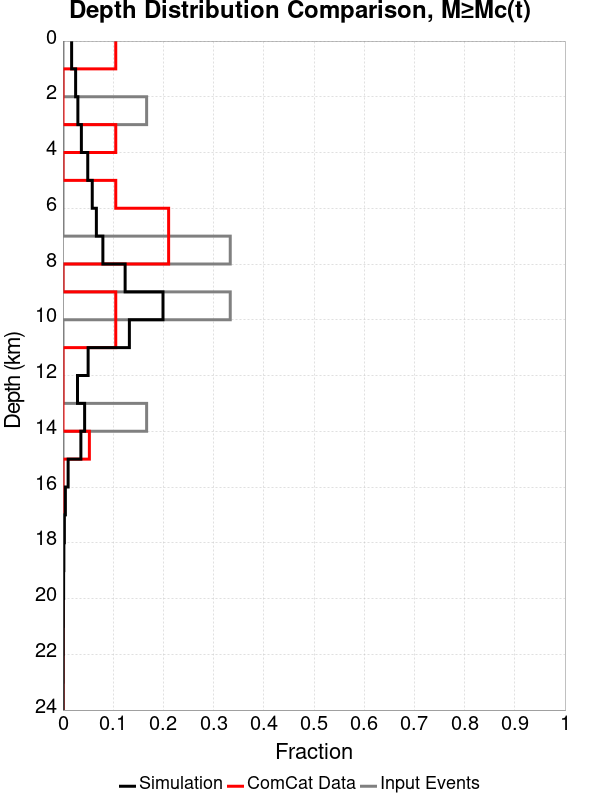 Depth Distribution Comparison, M≥Mc(t)
0
2
4
6
8
10
12
14
16
18
20
22
24
Depth (km)
0 0.1 0.2 0.3 0.4 0.5 0.6 0.7 0.8 0.9 1
Fraction
Simulation ComCat Data Input Events